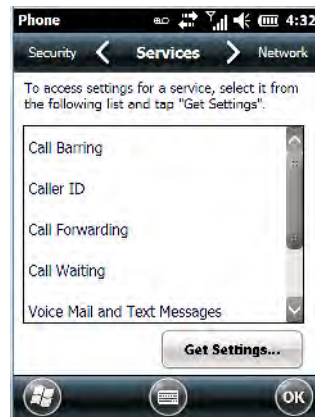 Phone 4:32
Security Services Network
To access settings for a service, select it from
the following list and tap "Get Settings".
Call Barring
Caller ID
Call Forwarding
Call Waiting
Voice Mail and Text Messages
Get Settings...
OK